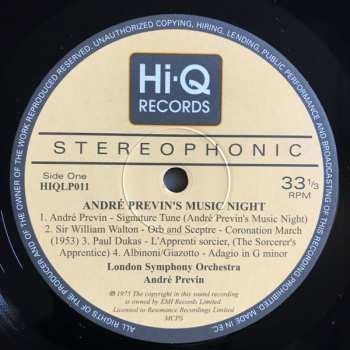 ALL RIGHTS OF THE PRODUCER AND OF THE OWNER OF THE WORK REPRODUCED RESERVED. UNAUTHORIZED COPYING, HIRING, LENDING, PUBLIC PERFORMANCE AND BROADCASTING OF THIS RECORD PROHIBITED. MADE IN EC
Hi-Q
RECORDS
STEREOPHONIC
Side One
HIQLP011
33 1/3
RPM
ANDRÉ PREVIN'S MUSIC NIGHT
1. André Previn - Signature Tune (André Previn's Music Night)
2. Sir William Walton - Orb and Sceptre - Coronation March
(1953) 3. Paul Dukas - L'Apprenti sorcier, (The Sorcerer's
Apprentice) 4. Albinoni/Giazotto - Adagio in G minor
London Symphony Orchestra
André Previn
℗ 1975 The copyright in this sound recording
is owned by EMI Records Limited
Licensed to Resonance Recordings Limited
MCPS